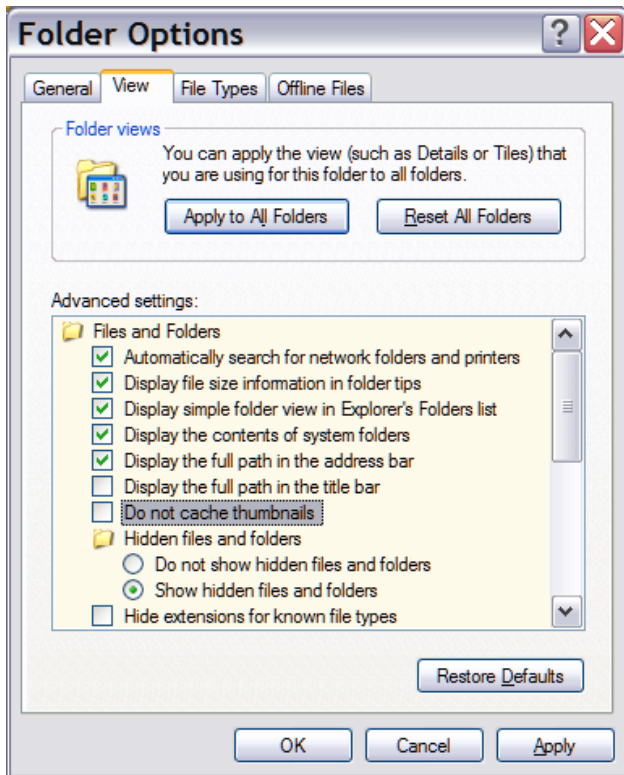 Folder Options
?
General
View
File Types
Offline Files
Folder views
You can apply the view (such as Details or Tiles) that
you are using for this folder to all folders.
Apply to All Folders
Reset All Folders
Advanced settings:
Files and Folders
Automatically search for network folders and printers
Display file size information in folder tips
Display simple folder view in Explorer's Folders list
Display the contents of system folders
Display the full path in the address bar
Display the full path in the title bar
Do not cache thumbnails
Hidden files and folders
Do not show hidden files and folders
Show hidden files and folders
Hide extensions for known file types
Restore Defaults
OK
Cancel
Apply